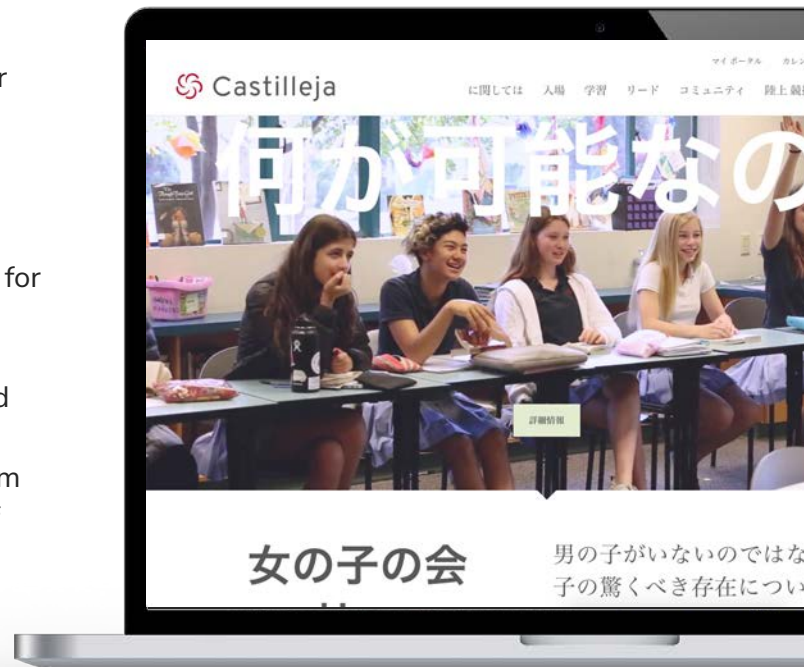 r
for
d
m
マイ ポータル カレン
Castilleja
に関しては 入場 学習 リード コミュニティ 陸上 競
何が可能なの
詳細情報
女の子の会
男の子がいないのではな
子の驚くべき存在につい